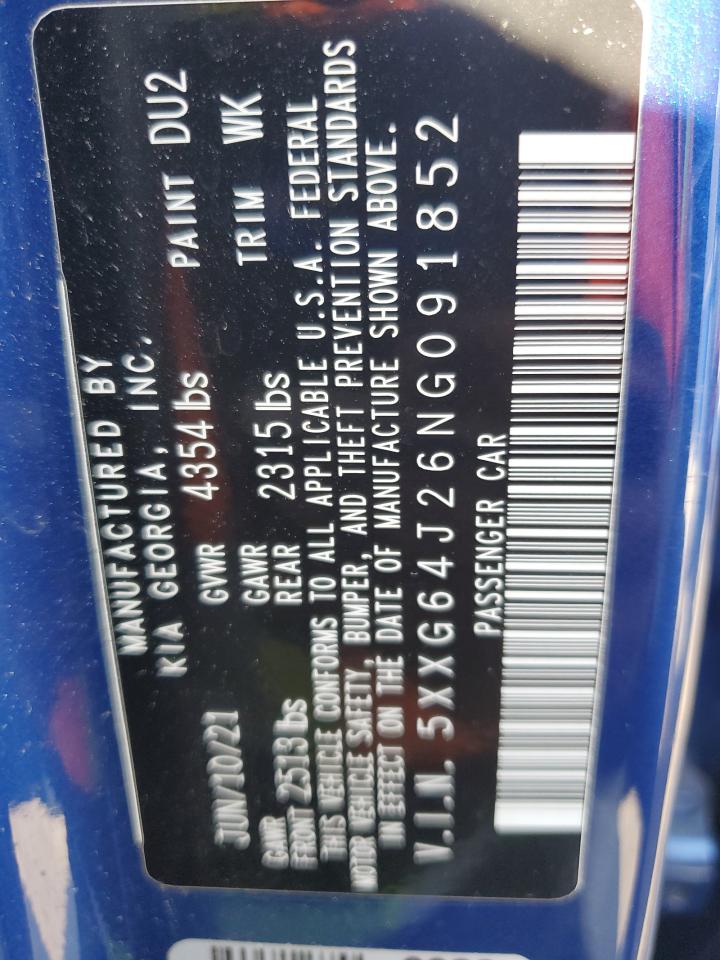 MANUFACTURED BY
KIA GEORGIA, INC.
JUN/10/21 GVWR 4354 lbs PAINT DU2
GAWR GAWR TRIM WK
FRONT 2513 lbs REAR 2315 lbs
THIS VEHICLE CONFORMS TO ALL APPLICABLE U.S.A. FEDERAL
MOTOR VEHICLE SAFETY, BUMPER, AND THEFT PREVENTION STANDARDS
IN EFFECT ON THE DATE OF MANUFACTURE SHOWN ABOVE.
V.I.N. 5XXG64J26NG091852
PASSENGER CAR